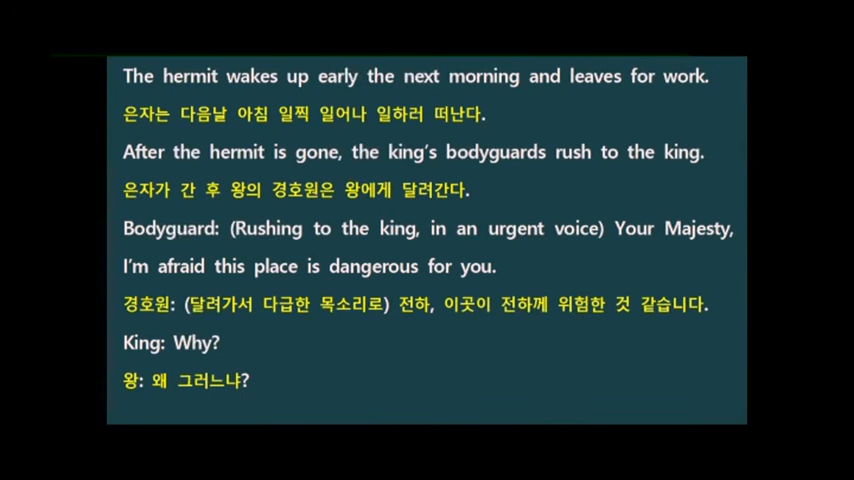 The hermit wakes up early the next morning and leaves for work.
은자는 다음날 아침 일찍 일어나 일하러 떠난다.
After the hermit is gone, the king's bodyguards rush to the king.
은자가 간 후 왕의 경호원은 왕에게 달려간다.
Bodyguard: (Rushing to the king, in an urgent voice) Your Majesty,
I'm afraid this place is dangerous for you.
경호원: (달려가서 다급한 목소리로) 전하, 이곳이 전하께 위험한 것 같습니다.
King: Why?
왕: 왜 그러느냐?